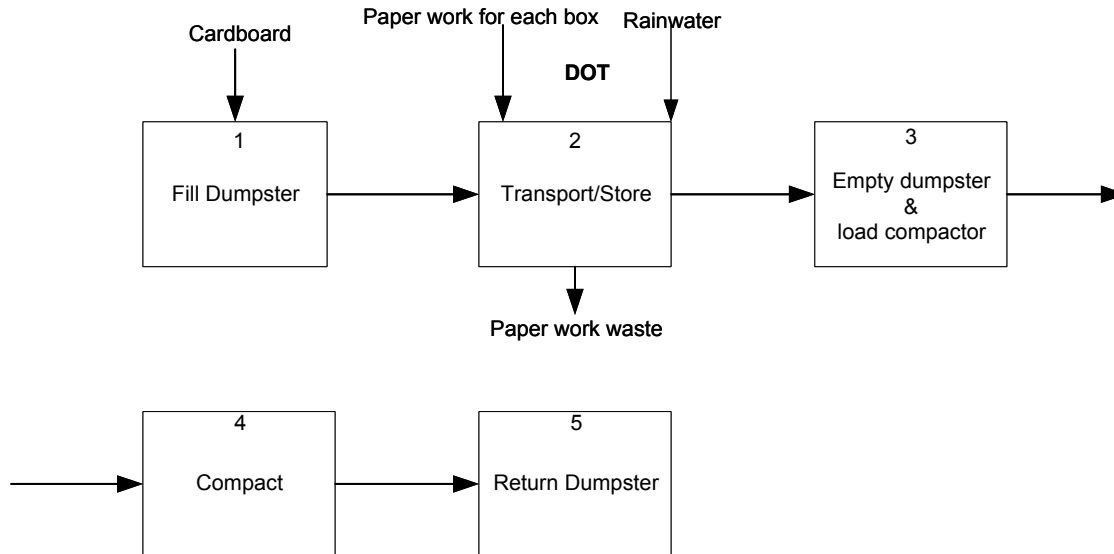 Paper work for each box
Rainwater
Cardboard
DOT
1
Fill Dumpster
2
Transport/Store
3
Empty dumpster
&
load compactor
Paper work waste
4
Compact
5
Return Dumpster